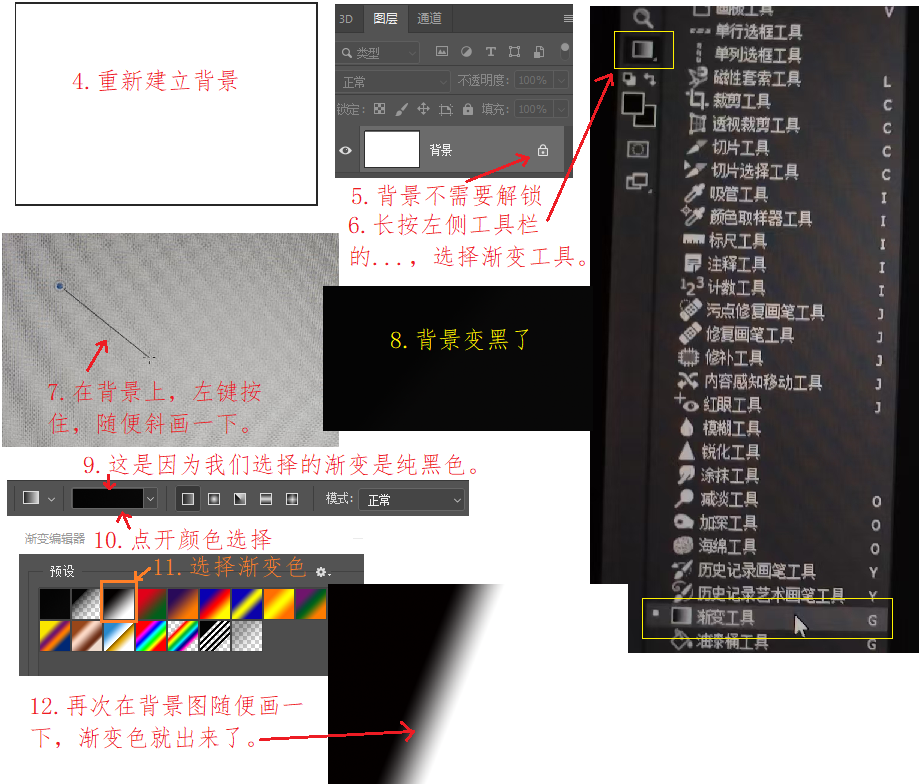 4.重新建立背景
3D 图层 通道
类型
正常 不透明度: 100%
锁定: 填充: 100%
背景
5.背景不需要解锁
6.长按左侧工具栏
的...，选择渐变工具。
单行选框工具
单列选框工具
磁性套索工具 L
裁剪工具 C
透视裁剪工具 C
切片工具 C
切片选择工具 C
吸管工具 I
颜色取样器工具 I
标尺工具 I
注释工具 I
计数工具 I
污点修复画笔工具 J
修复画笔工具 J
修补工具 J
内容感知移动工具 J
红眼工具 J
模糊工具
锐化工具
涂抹工具
减淡工具 O
加深工具 O
海绵工具 O
历史记录画笔工具 Y
历史记录艺术画笔工具 Y
渐变工具 G
油漆桶工具 G
7.在背景上，左键按
住，随便斜画一下。
8.背景变黑了
9.这是因为我们选择的渐变是纯黑色。
模式: 正常
10.点开颜色选择
渐变编辑器
预设
11.选择渐变色
12.再次在背景图随便画一
下，渐变色就出来了。